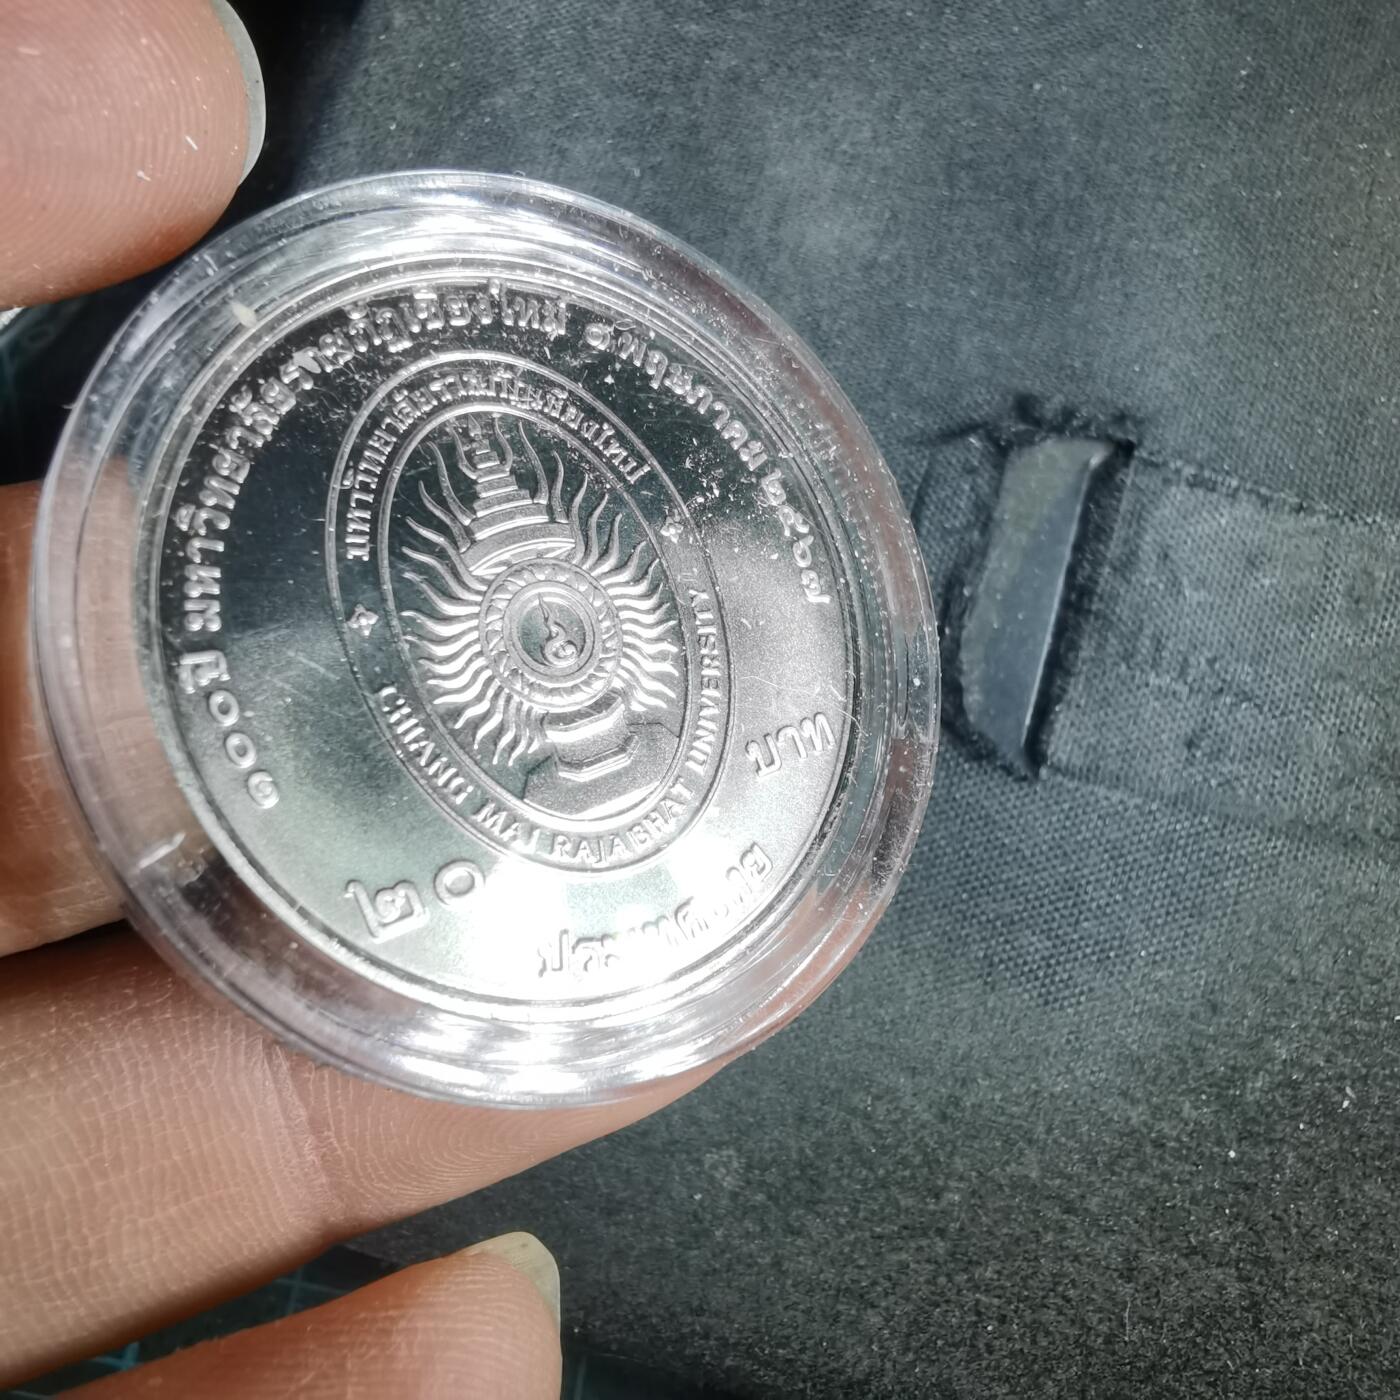 ๑๐๐ ปี มหาวิทยาลัยราชภัฏเชียงใหม่ ๑ พฤษภาคม ๒๕๖๗
มหาวิทยาลัยราชภัฏเชียงใหม่
CHIANG MAI RAJABHAT UNIVERSITY
๒๐ บาท
ประเทศไทย